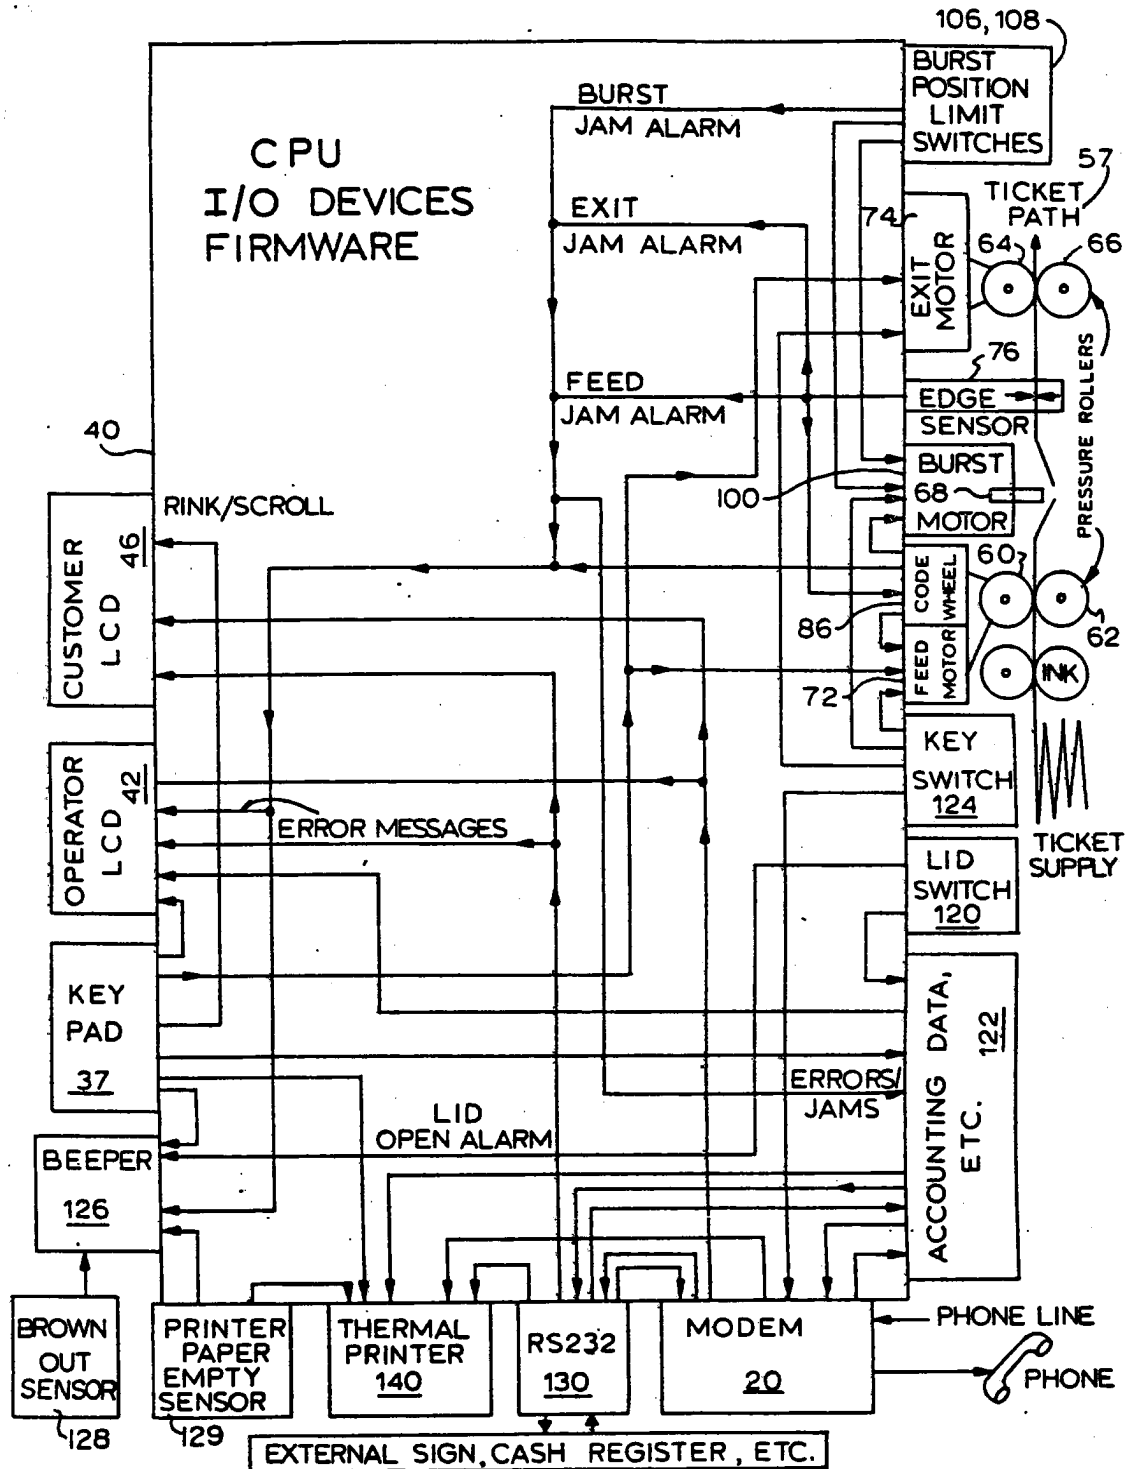 106, 108
BURST
POSITION
LIMIT
SWITCHES
BURST
JAM ALARM
CPU
I/O DEVICES
FIRMWARE
57
TICKET
PATH
EXIT
JAM ALARM
74
EXIT
MOTOR
64
66
PRESSURE ROLLERS
76
FEED
JAM ALARM
EDGE
SENSOR
40
BURST
100
68
MOTOR
RINK/SCROLL
CUSTOMER
LCD
46
CODE
WHEEL
60
86
62
FEED
MOTOR
72
INK
KEY
SWITCH
124
OPERATOR
LCD
42
ERROR MESSAGES
TICKET
SUPPLY
LID
SWITCH
120
KEY
PAD
37
ACCOUNTING DATA,
ETC.
122
ERRORS/
JAMS
LID
OPEN ALARM
BEEPER
126
BROWN
OUT
SENSOR
128
PRINTER
PAPER
EMPTY
SENSOR
129
THERMAL
PRINTER
140
RS232
130
MODEM
20
PHONE LINE
PHONE
EXTERNAL SIGN, CASH REGISTER, ETC.